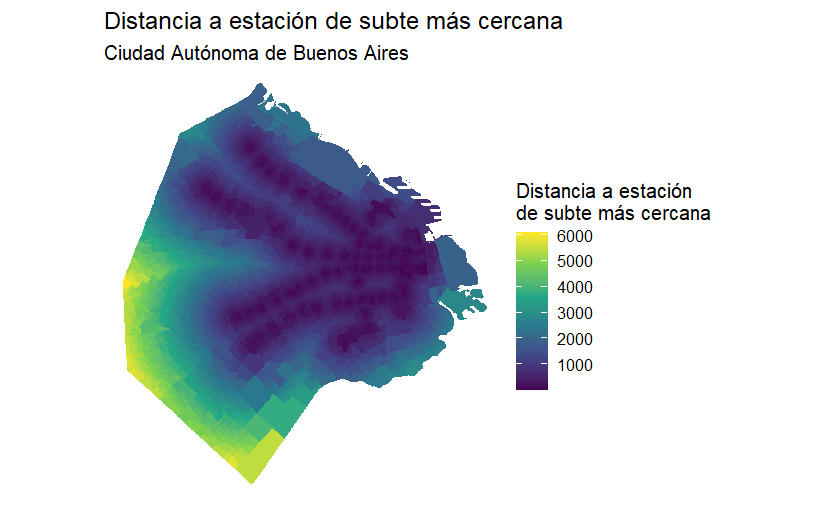 Distancia a estación de subte más cercana
Ciudad Autónoma de Buenos Aires
Distancia a estación
de subte más cercana
6000
5000
4000
3000
2000
1000